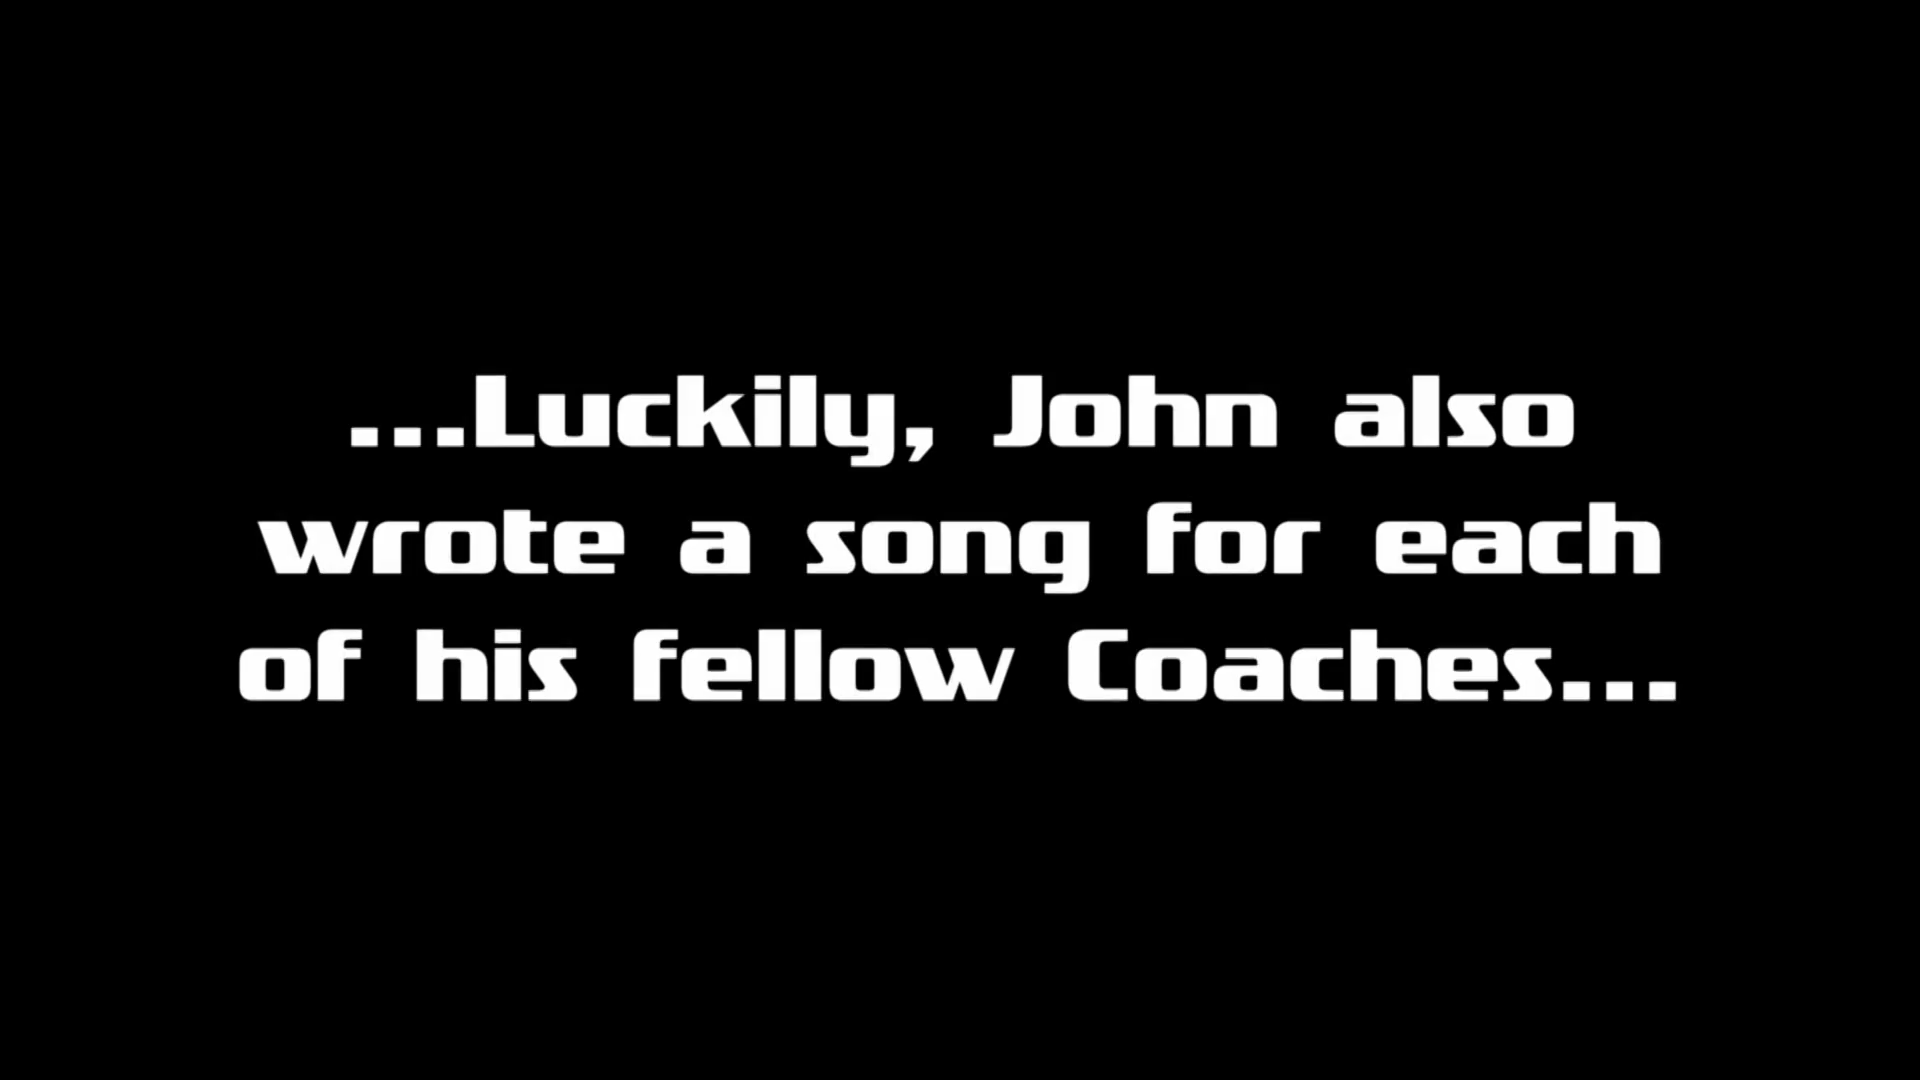 ...Luckily, John also
wrote a song for each
of his fellow Coaches...